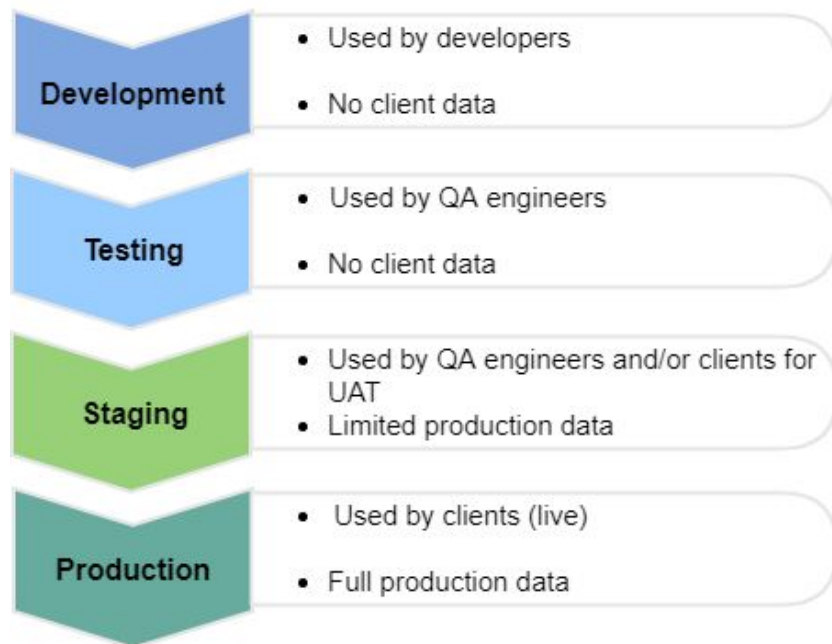 Development
• Used by developers
• No client data
Testing
• Used by QA engineers
• No client data
Staging
• Used by QA engineers and/or clients for
UAT
• Limited production data
Production
• Used by clients (live)
• Full production data